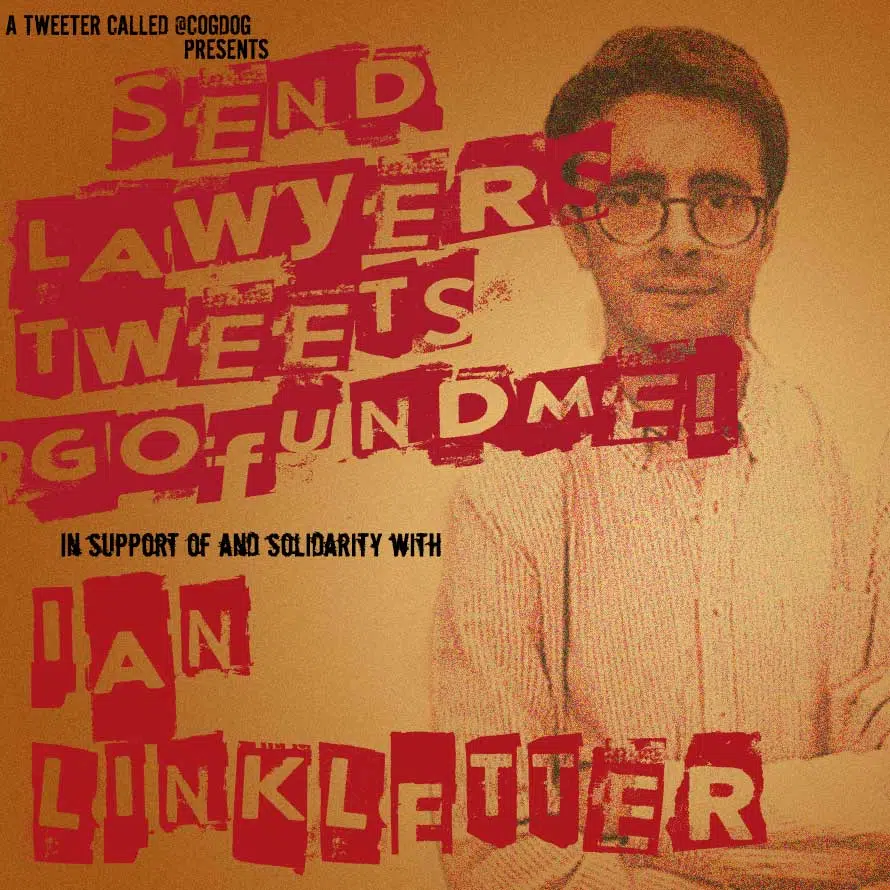 A TWEETER CALLED @COGDOG
PRESENTS
SEND
LAWYERS
TWEETS
GOfUNDME!
IN SUPPORT OF AND SOLIDARITY WITH
IAN
LINKLETTER